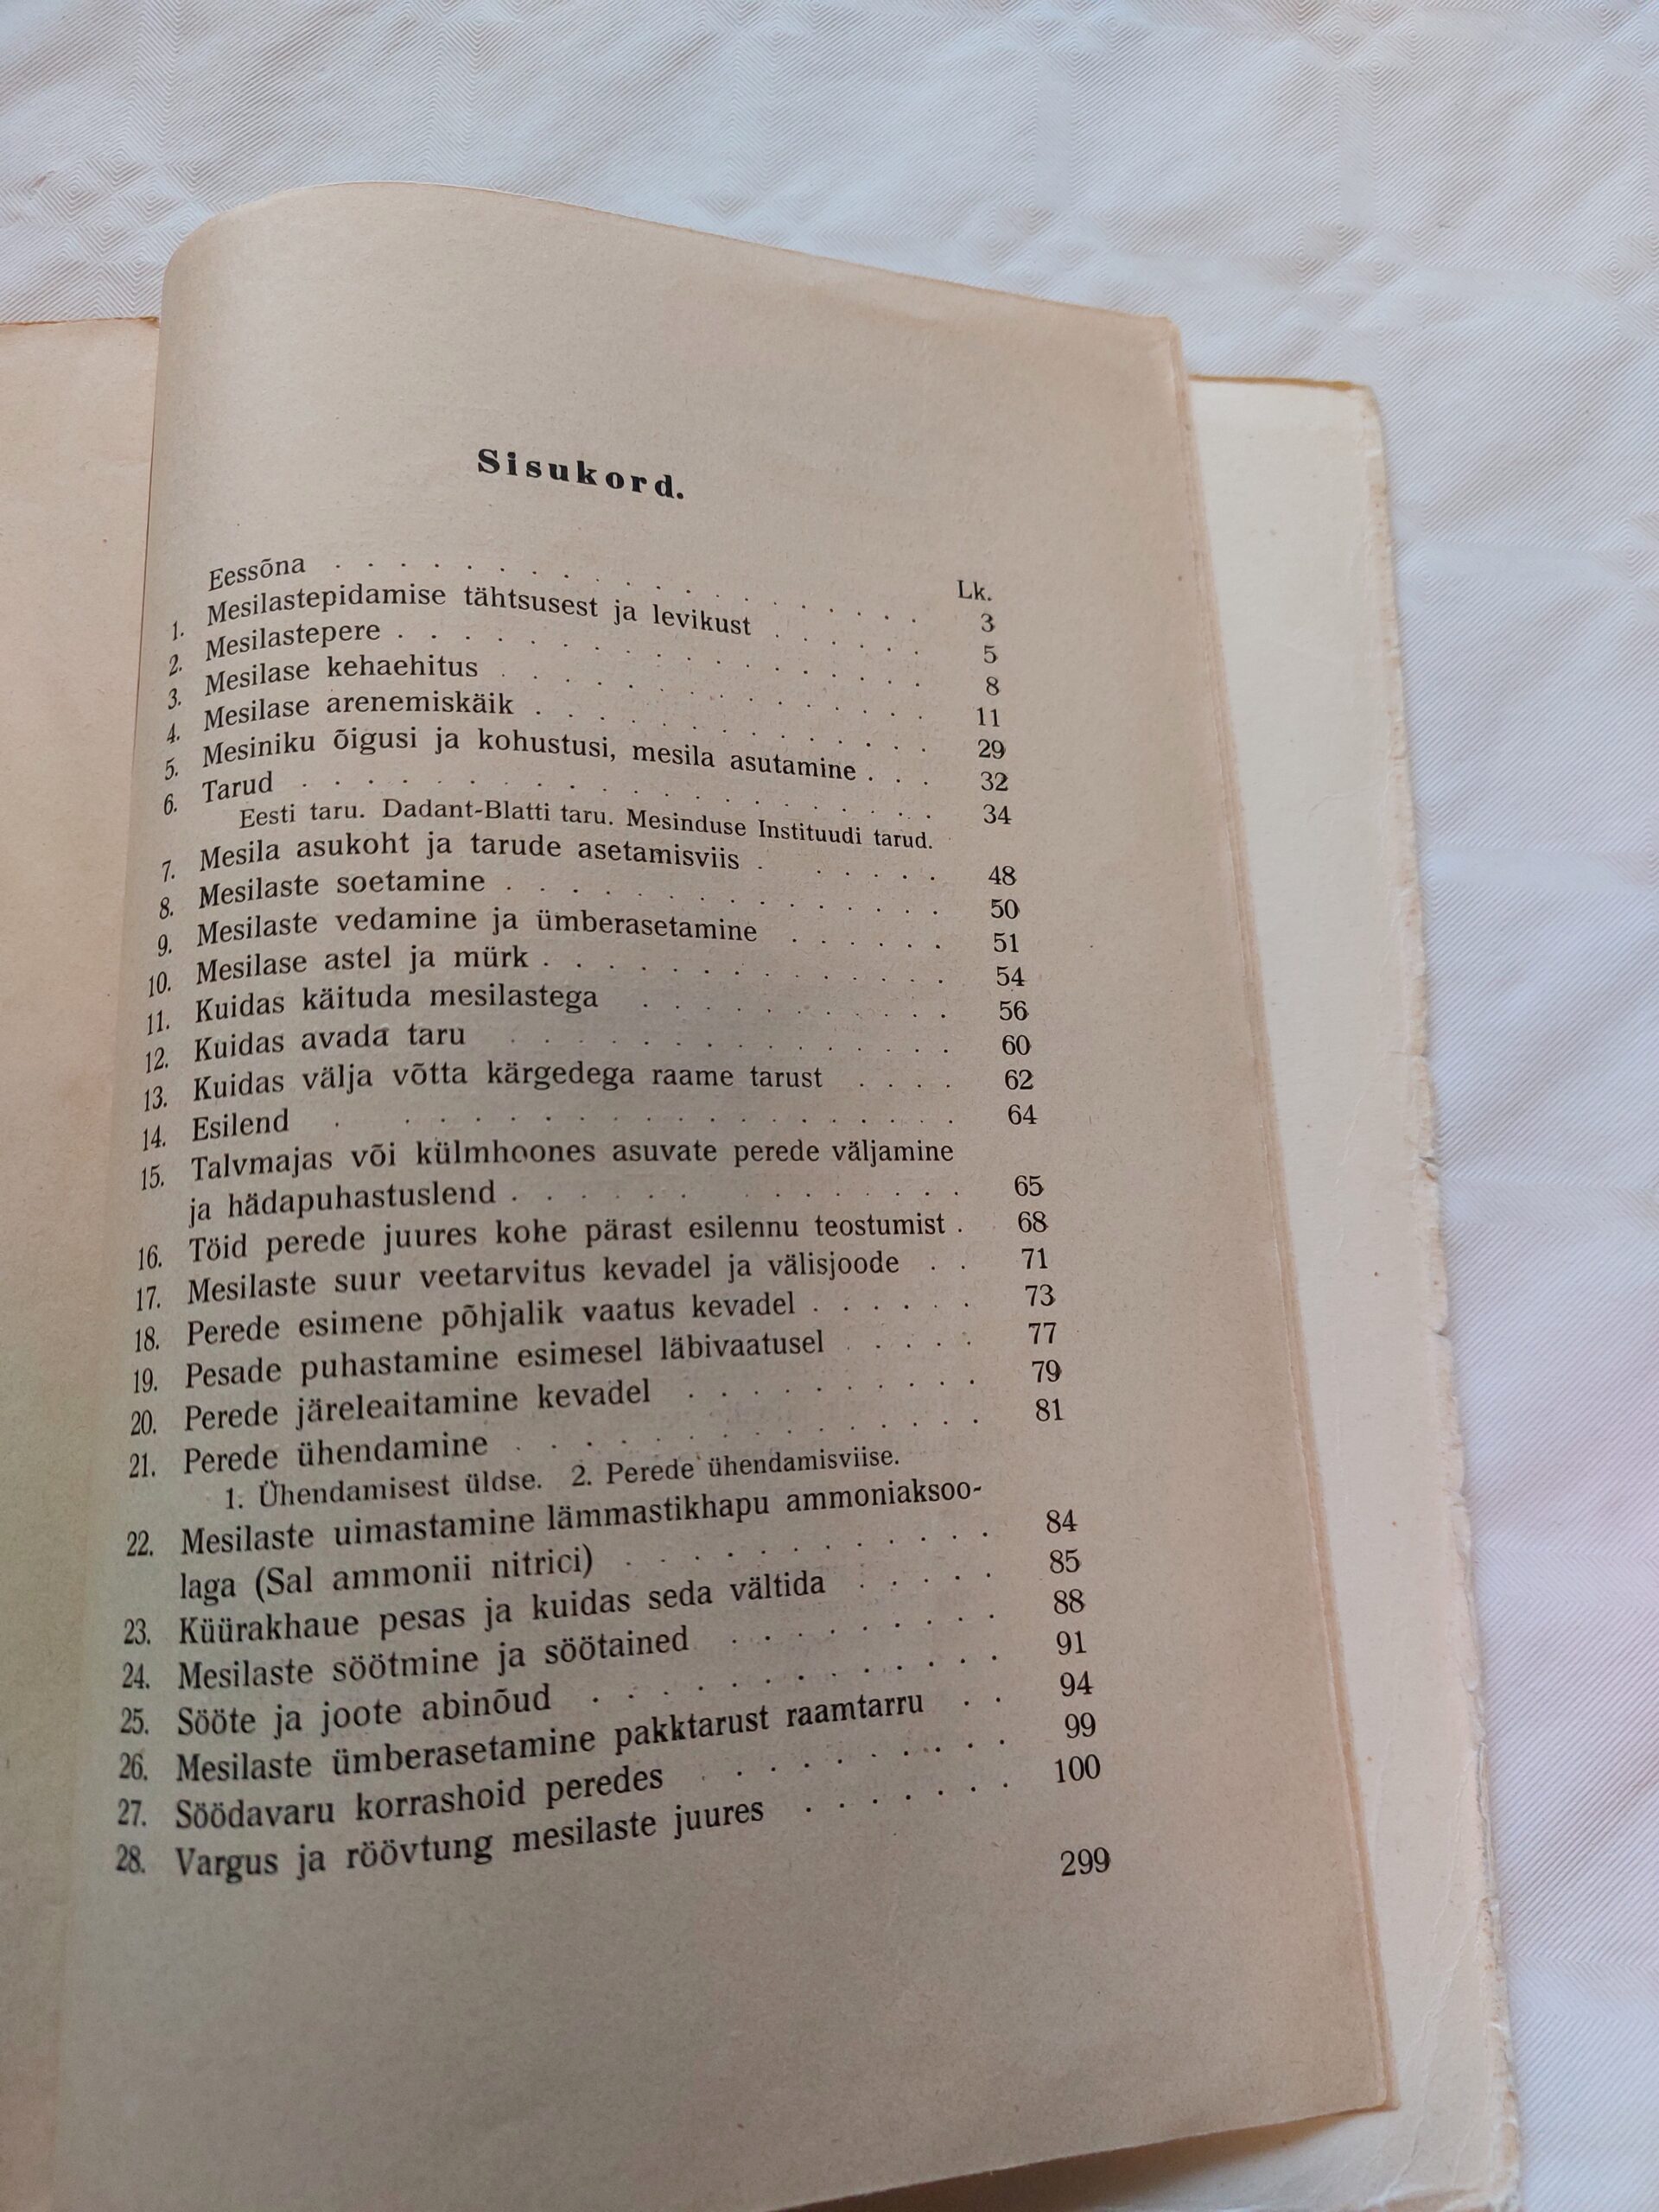 Sisukord.
Lk.
Eessõna . . . . . . . . . . . . . . . . 3
1. Mesilastepidamise tähtsusest ja levikust . . . . . 5
2. Mesilastepere . . . . . . . . . . . . . . 8
3. Mesilase kehaehitus . . . . . . . . . . . . 11
4. Mesilase arenemiskäik . . . . . . . . . . . 29
5. Mesiniku õigusi ja kohustusi, mesila asutamine . . . 32
6. Tarud . . . . . . . . . . . . . . . . 34
Eesti taru. Dadant-Blatti taru. Mesinduse Instituudi tarud.
7. Mesila asukoht ja tarude asetamisviis . . . . . . 48
8. Mesilaste soetamine . . . . . . . . . . . . 50
9. Mesilaste vedamine ja ümberasetamine . . . . . . 51
10. Mesilase astel ja mürk . . . . . . . . . . . 54
11. Kuidas käituda mesilastega . . . . . . . . . . 56
12. Kuidas avada taru . . . . . . . . . . . . . 60
13. Kuidas välja võtta kärgedega raame tarust . . . . 62
14. Esilend . . . . . . . . . . . . . . . . 64
15. Talvmajas või külmhoones asuvate perede väljamine
ja hädapuhastuslend . . . . . . . . . . . . 65
16. Töid perede juures kohe pärast esilennu teostumist . 68
17. Mesilaste suur veetarvitus kevadel ja välisjoode . . 71
18. Perede esimene põhjalik vaatus kevadel . . . . . . 73
19. Pesade puhastamine esimesel läbivaatusel . . . . . 77
20. Perede järeleaitamine kevadel . . . . . . . . . 79
21. Perede ühendamine . . . . . . . . . . . . . 81
1. Ühendamisest üldse. 2. Perede ühendamisviise.
22. Mesilaste uimastamine lämmastikhapu ammoniaksoo-
laga (Sal ammonii nitrici) . . . . . . . . . . . 84
23. Küürakhaue pesas ja kuidas seda vältida . . . . . 85
24. Mesilaste söötmine ja söötained . . . . . . . . 88
25. Sööte ja joote abinõud . . . . . . . . . . . 91
26. Mesilaste ümberasetamine pakktarust raamtarru . . 94
27. Söödavaru korrashoid peredes . . . . . . . . . 99
28. Vargus ja röövtung mesilaste juures . . . . . . . 100
299